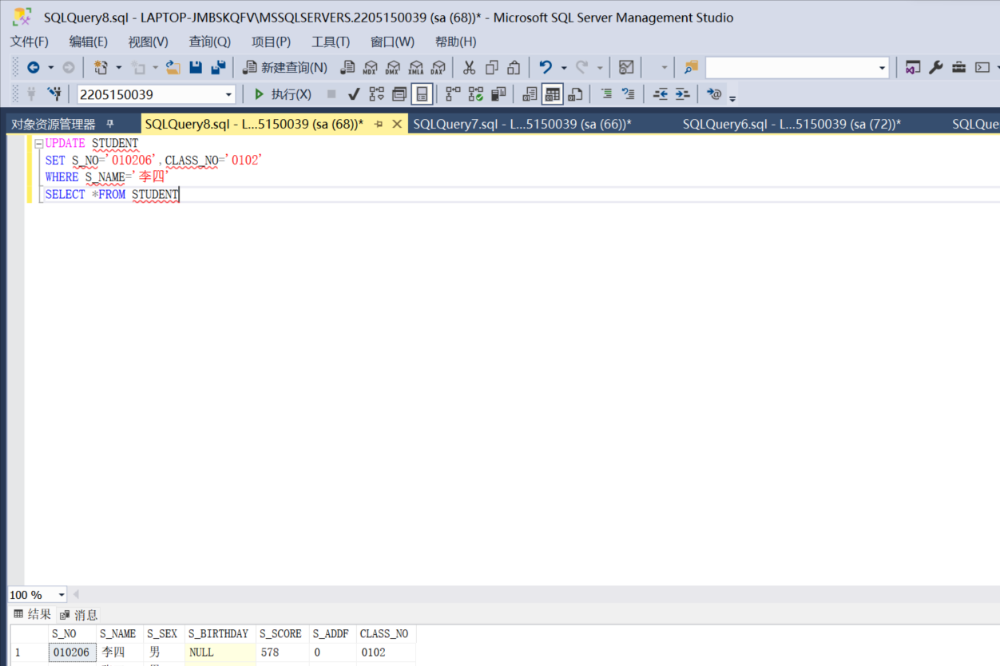 SQLQuery8.sql - LAPTOP-JMBSKQFV\MSSQLSERVERS.2205150039 (sa (68))* - Microsoft SQL Server Management Studio
文件(F) 编辑(E) 视图(V) 查询(Q) 项目(P) 工具(T) 窗口(W) 帮助(H)
新建查询(N) MDX DMX XMLA DAX
2205150039 执行(X)
对象资源管理器 SQLQuery8.sql - L...5150039 (sa (68))* SQLQuery7.sql - L...5150039 (sa (66))* SQLQuery6.sql - L...5150039 (sa (72))* SQLQue
UPDATE STUDENT
SET S_NO='010206',CLASS_NO='0102'
WHERE S_NAME='李四'
SELECT *FROM STUDENT
100 %
结果 消息
S_NO S_NAME S_SEX S_BIRTHDAY S_SCORE S_ADDF CLASS_NO
1 010206 李四 男 NULL 578 0 0102